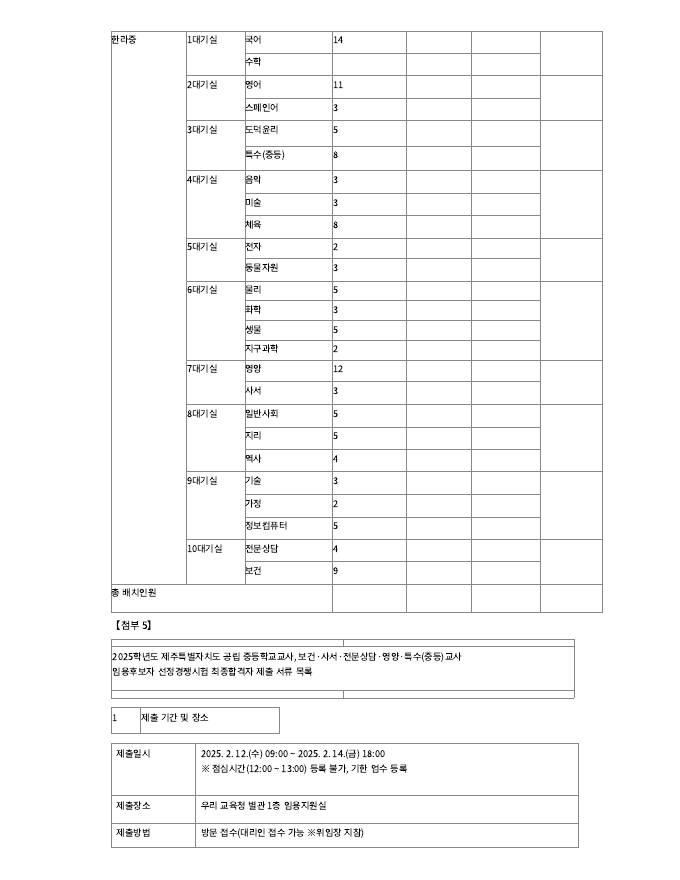 한라중 1대기실 국어 14
수학
2대기실 영어 11
스페인어 3
3대기실 도덕윤리 5
특수(중등) 8
4대기실 음악 3
미술 3
체육 8
5대기실 전자 2
동물자원 3
6대기실 물리 5
화학 3
생물 5
지구과학 2
7대기실 영양 12
사서 3
8대기실 일반사회 5
지리 5
역사 4
9대기실 기술 3
가정 2
정보컴퓨터 5
10대기실 전문상담 4
보건 9
총 배치인원
【첨부 5】
2025학년도 제주특별자치도 공립 중등학교교사, 보건·사서·전문상담·영양·특수(중등)교사
임용후보자 선정경쟁시험 최종합격자 제출 서류 목록
1 제출 기간 및 장소
제출일시 2025. 2. 12.(수) 09:00 ~ 2025. 2. 14.(금) 18:00
※ 점심시간(12:00 ~ 13:00) 등록 불가, 기한 엄수 등록
제출장소 우리 교육청 별관 1층 임용지원실
제출방법 방문 접수(대리인 접수 가능 ※위임장 지참)